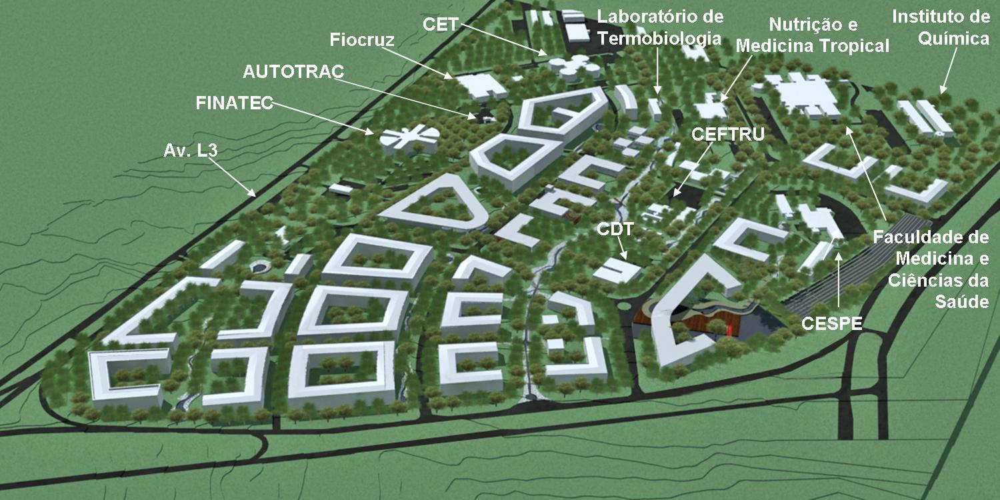 CET
Fiocruz
AUTOTRAC
FINATEC
Av. L3
Laboratório de
Termobiologia
Nutrição e
Medicina Tropical
Instituto de
Química
CEFTRU
CDT
Faculdade de
Medicina e
Ciências da
Saúde
CESPE